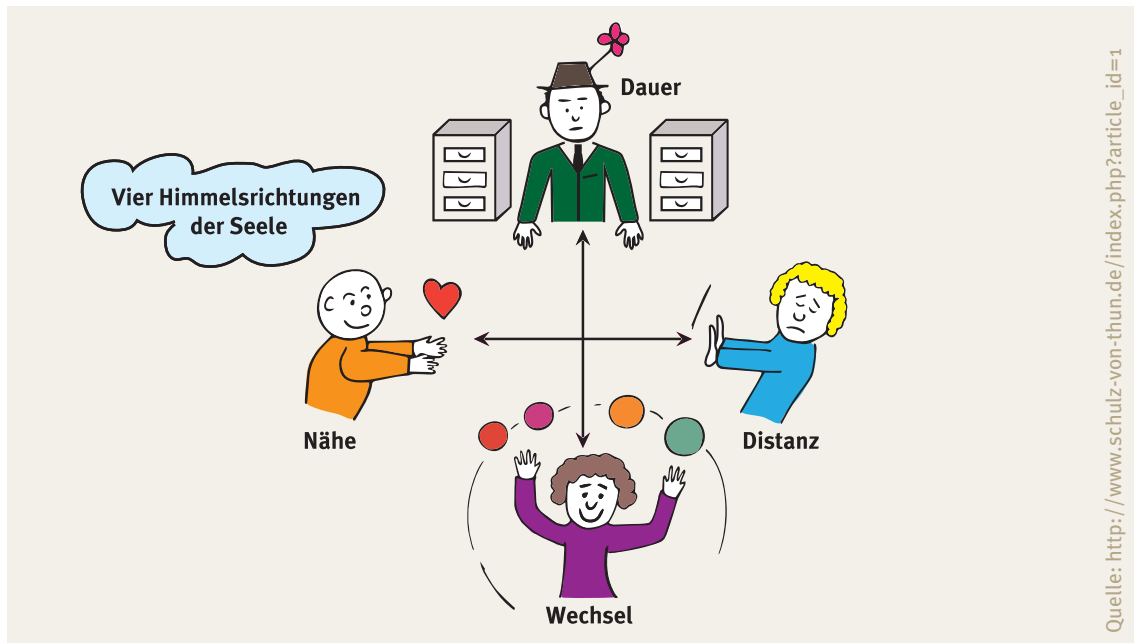 Dauer
Vier Himmelsrichtungen
der Seele
Nähe
Distanz
Wechsel
Quelle: http://www.schulz-von-thun.de/index.php?article_id=1